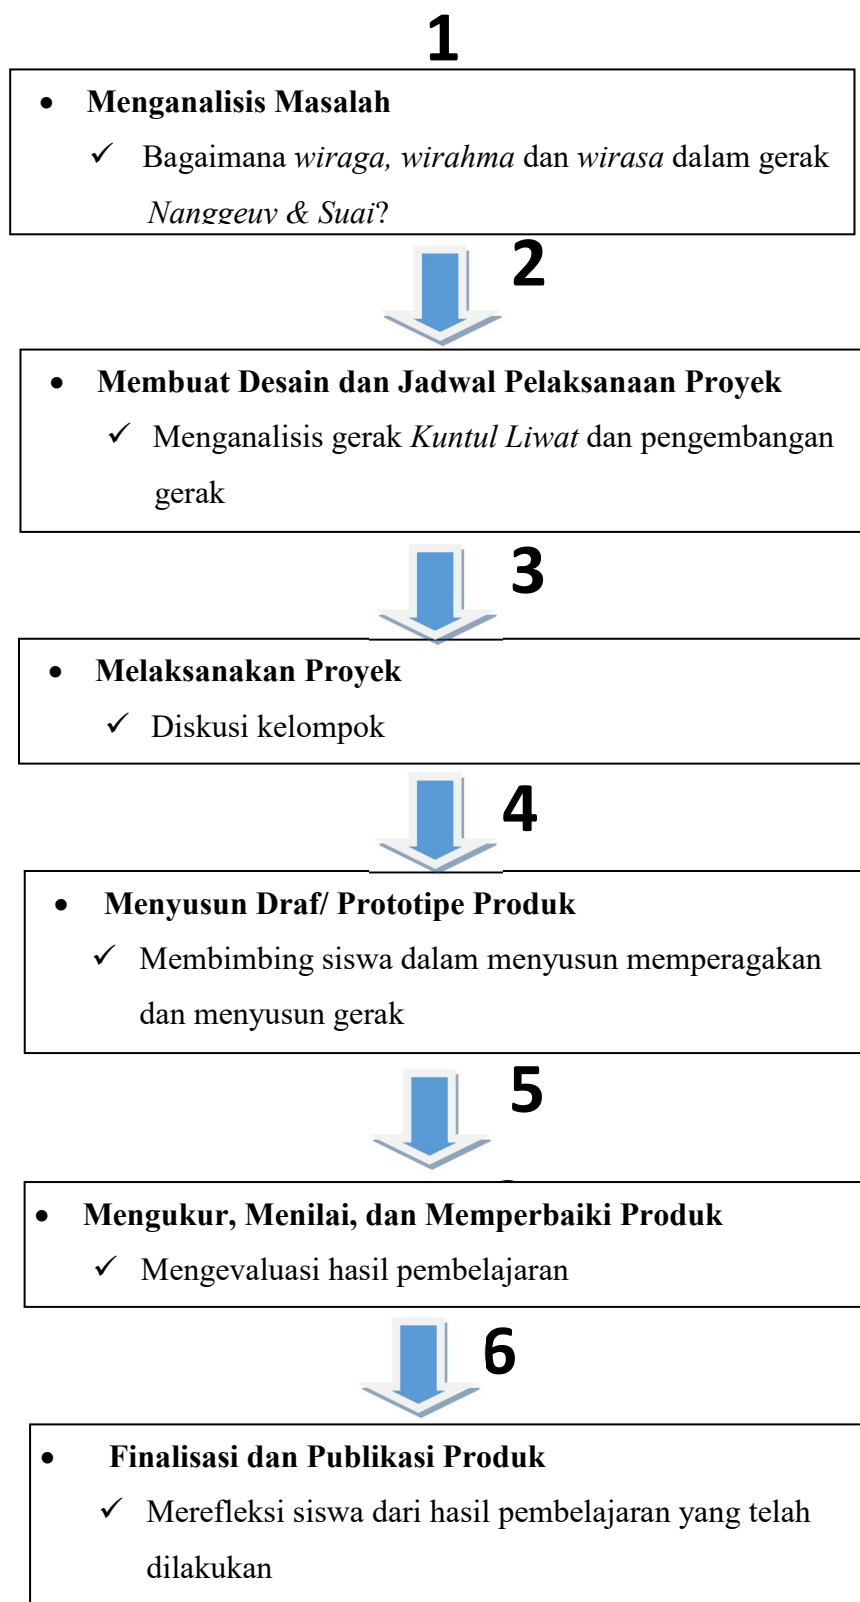 1
• Menganalisis Masalah
✓ Bagaimana wiraga, wirahma dan wirasa dalam gerak
Nanggeuy & Suai?
2
• Membuat Desain dan Jadwal Pelaksanaan Proyek
✓ Menganalisis gerak Kuntul Liwat dan pengembangan
gerak
3
• Melaksanakan Proyek
✓ Diskusi kelompok
4
• Menyusun Draf/ Prototipe Produk
✓ Membimbing siswa dalam menyusun memperagakan
dan menyusun gerak
5
• Mengukur, Menilai, dan Memperbaiki Produk
✓ Mengevaluasi hasil pembelajaran
6
• Finalisasi dan Publikasi Produk
✓ Merefleksi siswa dari hasil pembelajaran yang telah
dilakukan